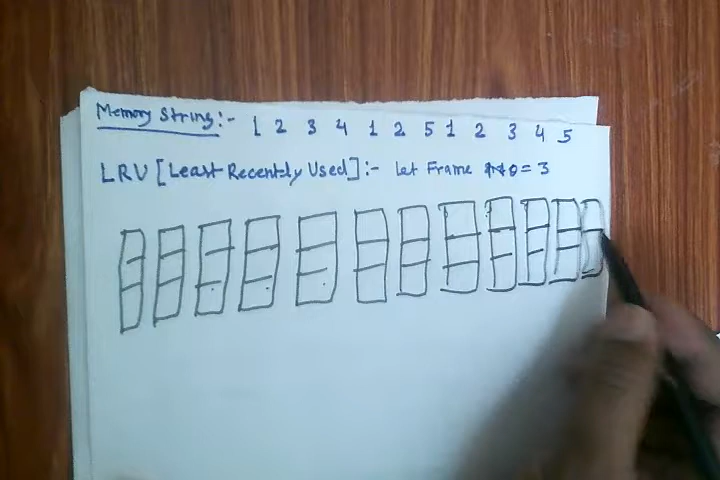 Memory String:- 1 2 3 4 1 2 5 1 2 3 4 5
LRU [Least Recently Used]:- let Frame = 3